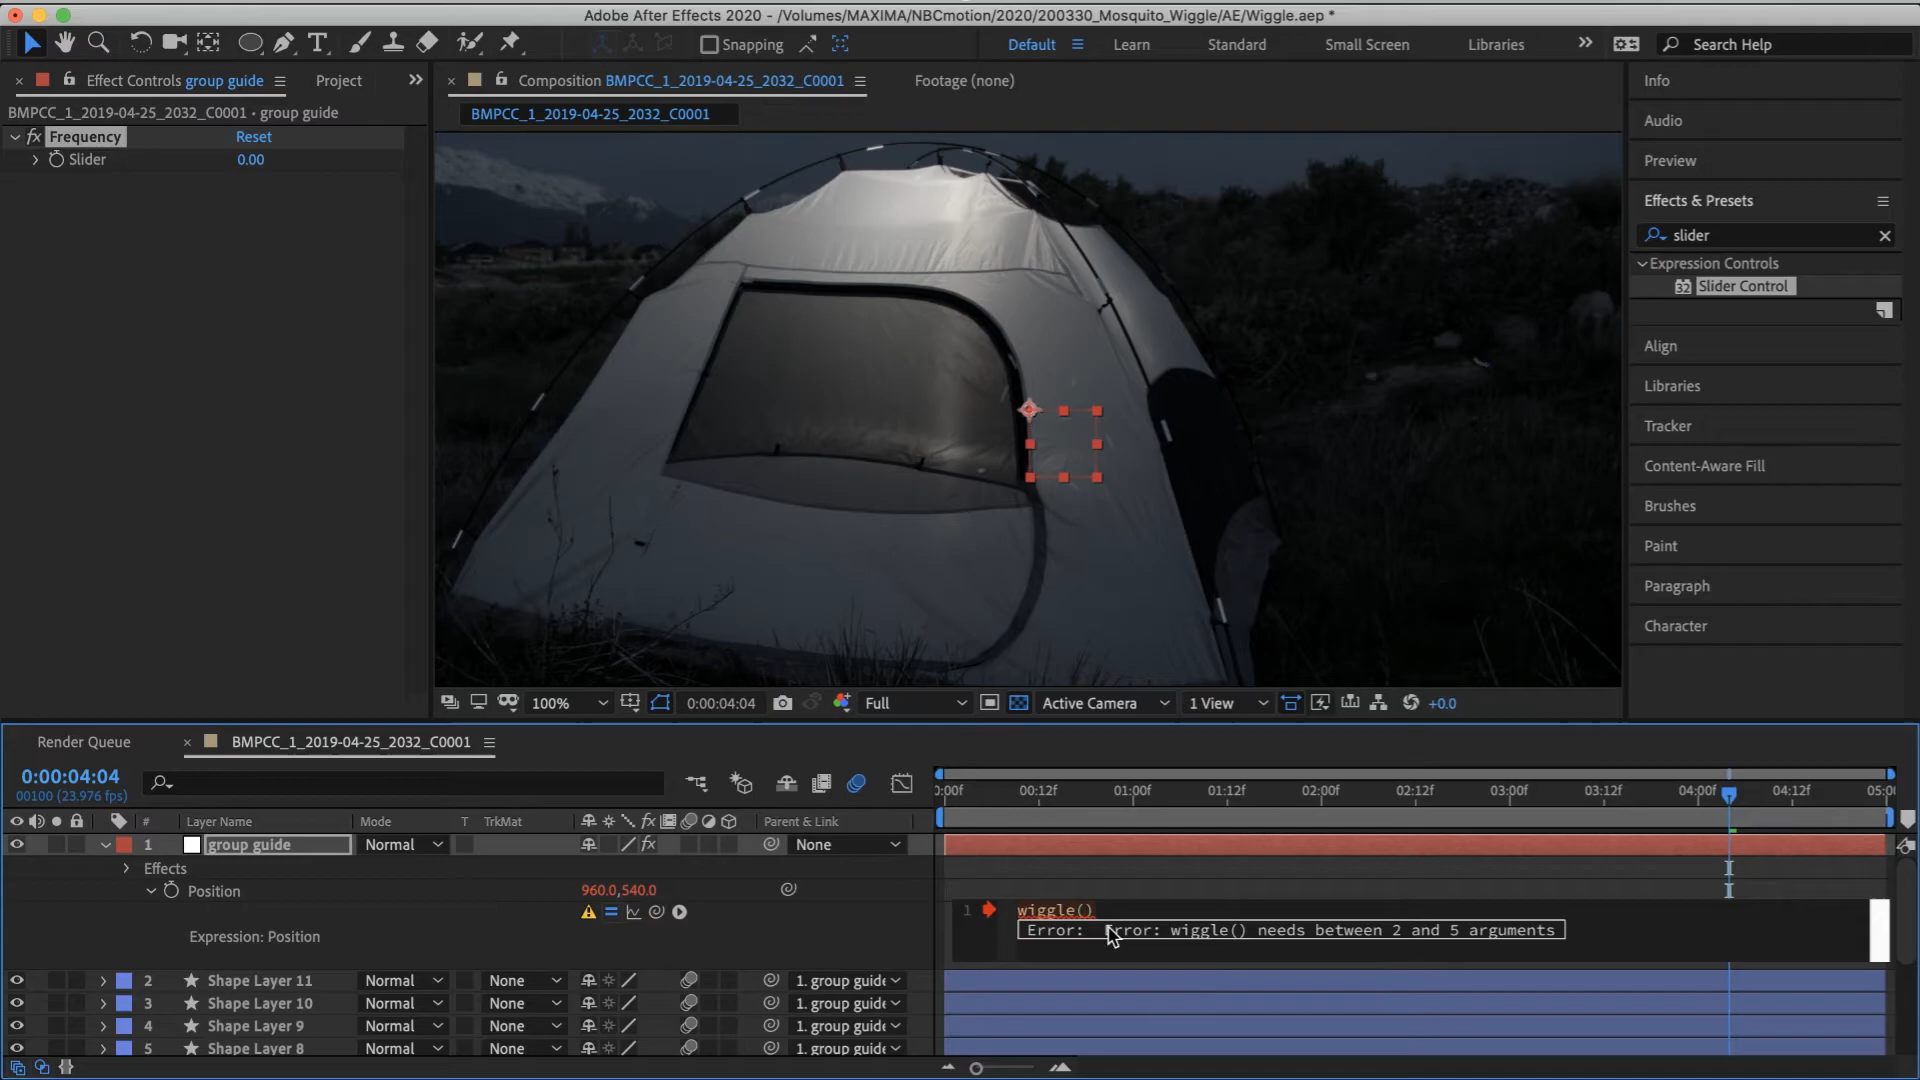 Adobe After Effects 2020 - /Volumes/MAXIMA/NBCmotion/2020/200330_Mosquito_Wiggle/AE/Wiggle.aep *
Snapping
Default
Learn
Standard
Small Screen
Libraries
Search Help
Effect Controls group guide
Project
Composition BMPCC_1_2019-04-25_2032_C0001
Footage (none)
BMPCC_1_2019-04-25_2032_C0001 • group guide
BMPCC_1_2019-04-25_2032_C0001
fx Frequency
Reset
Slider
0.00
Info
Audio
Preview
Effects & Presets
slider
Expression Controls
32 Slider Control
Align
Libraries
Tracker
Content-Aware Fill
Brushes
Paint
Paragraph
Character
100%
0:00:04:04
Full
Active Camera
1 View
+0.0
Render Queue
BMPCC_1_2019-04-25_2032_C0001
0:00:04:04
00100 (23.976 fps)
0:00f
00:12f
01:00f
01:12f
02:00f
02:12f
03:00f
03:12f
04:00f
04:12f
05:00
#
Layer Name
Mode
T
TrkMat
fx
Parent & Link
1
group guide
Normal
fx
None
Effects
Position
960.0,540.0
1
wiggle()
Error: Error: wiggle() needs between 2 and 5 arguments
Expression: Position
2 Shape Layer 11 Normal None 1. group guide
3 Shape Layer 10 Normal None 1. group guide
4 Shape Layer 9 Normal None 1. group guide
5 Shape Layer 8 Normal None 1. group guide